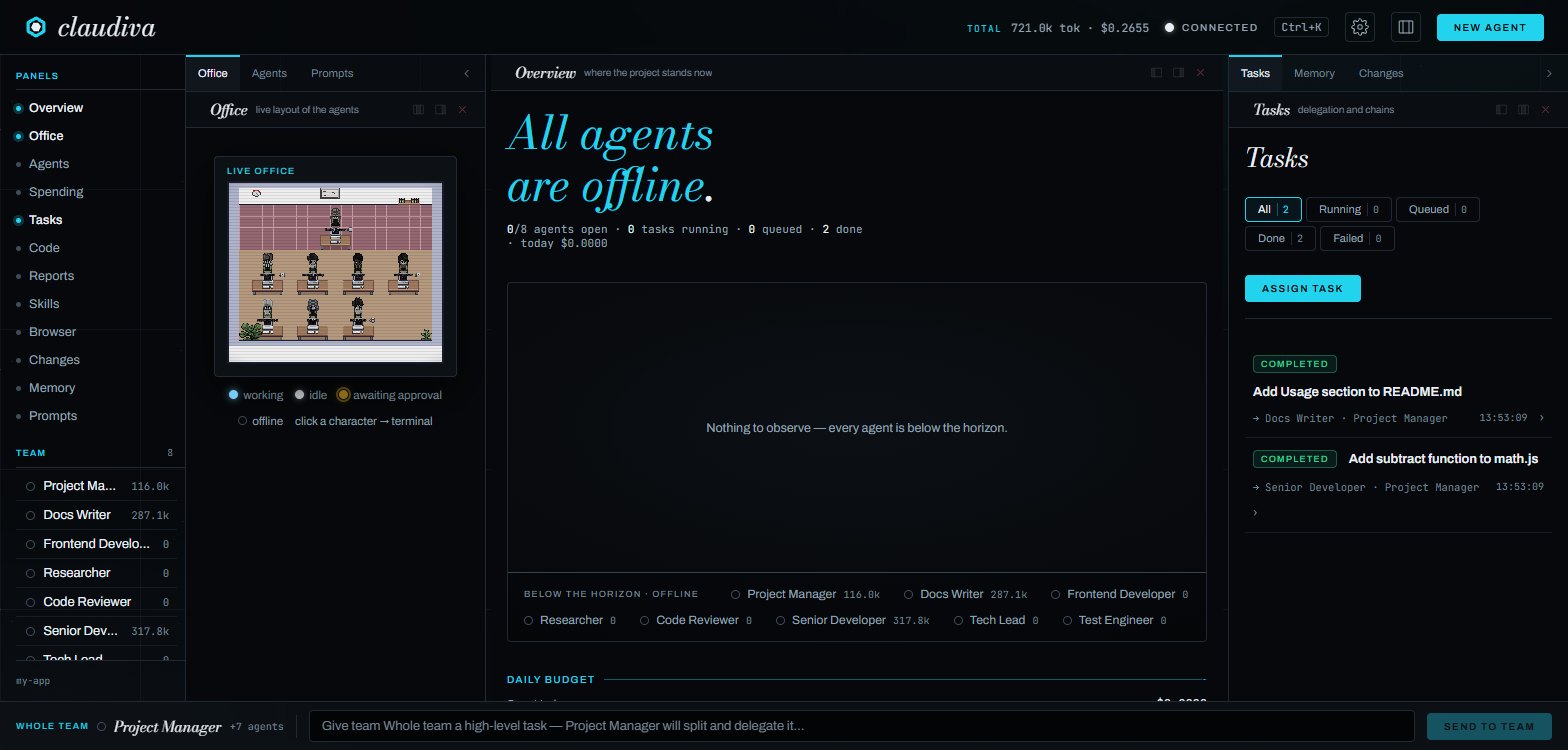 claudiva
TOTAL 721.0k tok · $0.2655
CONNECTED
Ctrl+K
NEW AGENT
PANELS
Overview
Office
Agents
Spending
Tasks
Code
Reports
Skills
Browser
Changes
Memory
Prompts
TEAM 8
Project Ma... 116.0k
Docs Writer 287.1k
Frontend Develo... 0
Researcher 0
Code Reviewer 0
Senior Dev... 317.8k
Tech Lead 0
my-app
Office Agents Prompts
Office live layout of the agents
LIVE OFFICE
working idle awaiting approval
offline click a character → terminal
Overview where the project stands now
All agents
are offline.
0/8 agents open · 0 tasks running · 0 queued · 2 done
· today $0.0000
Nothing to observe — every agent is below the horizon.
BELOW THE HORIZON · OFFLINE Project Manager 116.0k Docs Writer 287.1k Frontend Developer 0
Researcher 0 Code Reviewer 0 Senior Developer 317.8k Tech Lead 0 Test Engineer 0
DAILY BUDGET
$0.0000
Tasks Memory Changes
Tasks delegation and chains
Tasks
All 2 Running 0 Queued 0
Done 2 Failed 0
ASSIGN TASK
COMPLETED
Add Usage section to README.md
→ Docs Writer · Project Manager 13:53:09 ›
COMPLETED Add subtract function to math.js
→ Senior Developer · Project Manager 13:53:09
›
WHOLE TEAM Project Manager +7 agents
Give team Whole team a high-level task — Project Manager will split and delegate it...
SEND TO TEAM